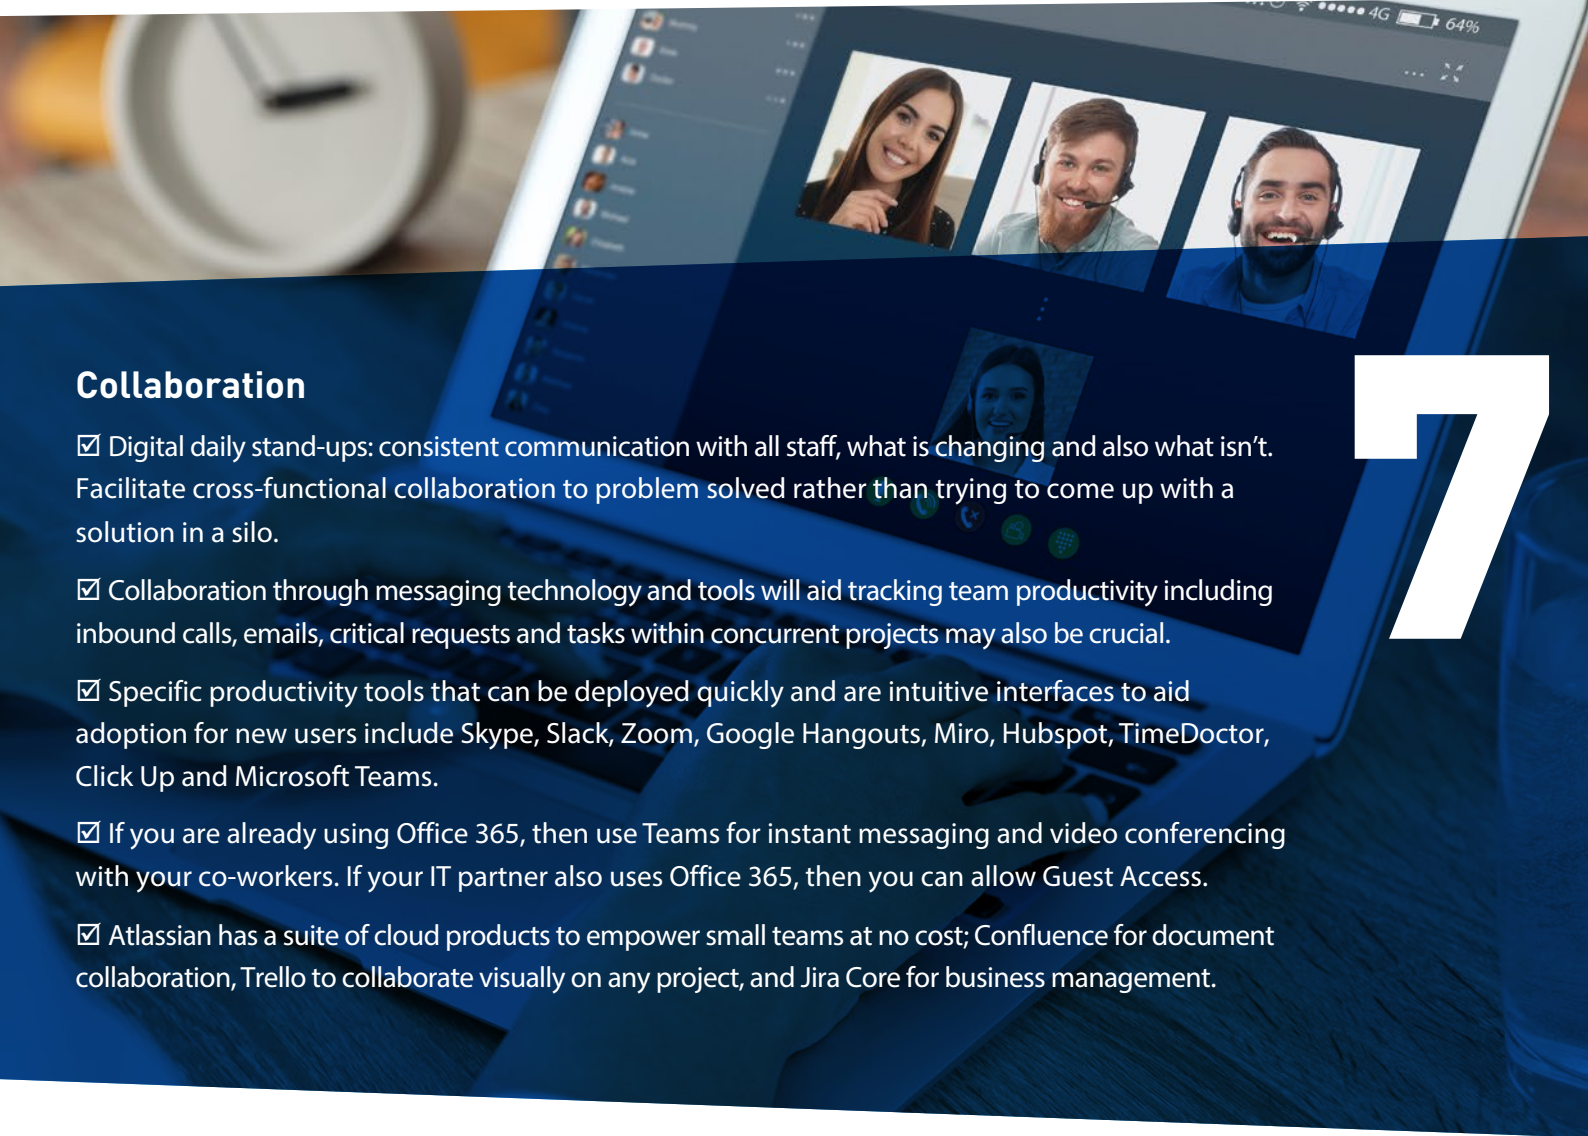 4G 64%
Collaboration
7
☑ Digital daily stand-ups: consistent communication with all staff, what is changing and also what isn’t.
Facilitate cross-functional collaboration to problem solved rather than trying to come up with a
solution in a silo.
☑ Collaboration through messaging technology and tools will aid tracking team productivity including
inbound calls, emails, critical requests and tasks within concurrent projects may also be crucial.
☑ Specific productivity tools that can be deployed quickly and are intuitive interfaces to aid
adoption for new users include Skype, Slack, Zoom, Google Hangouts, Miro, Hubspot, TimeDoctor,
Click Up and Microsoft Teams.
☑ If you are already using Office 365, then use Teams for instant messaging and video conferencing
with your co-workers. If your IT partner also uses Office 365, then you can allow Guest Access.
☑ Atlassian has a suite of cloud products to empower small teams at no cost; Confluence for document
collaboration, Trello to collaborate visually on any project, and Jira Core for business management.